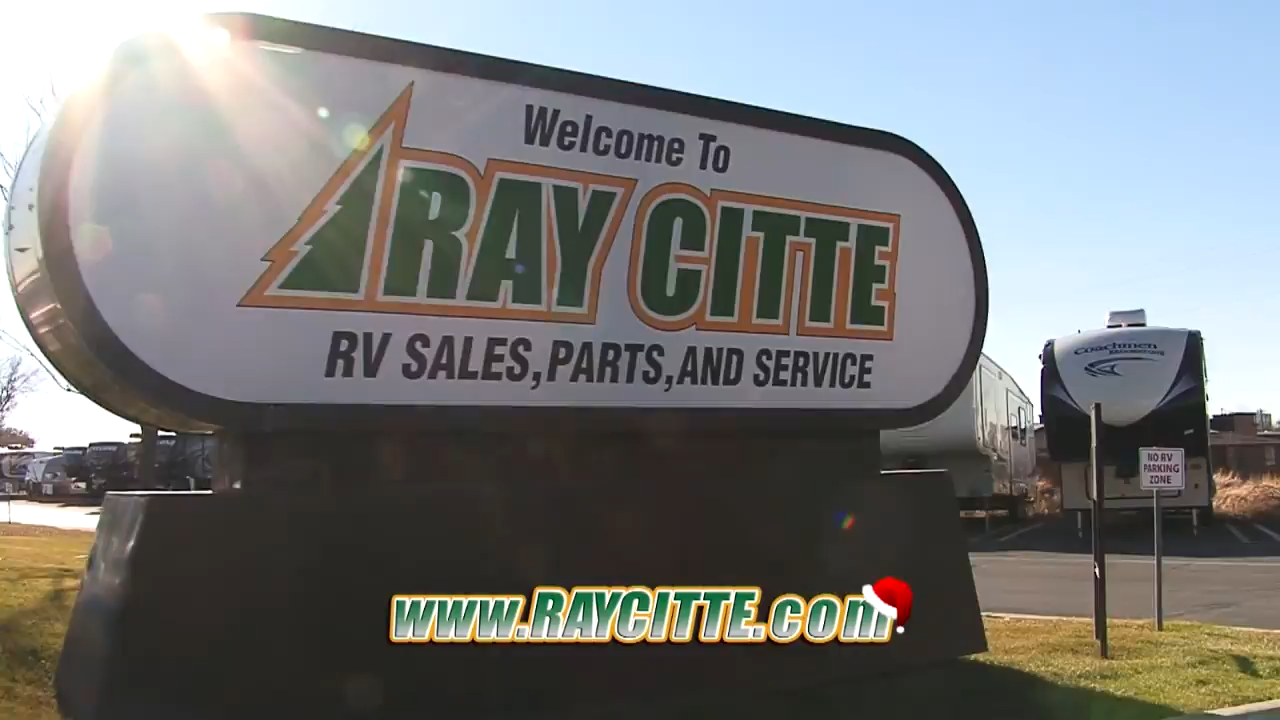 Welcome To
RAY CITTE
RV SALES, PARTS, AND SERVICE
Coachmen
NO RV
PARKING
ZONE
www.RAYCITTE.com